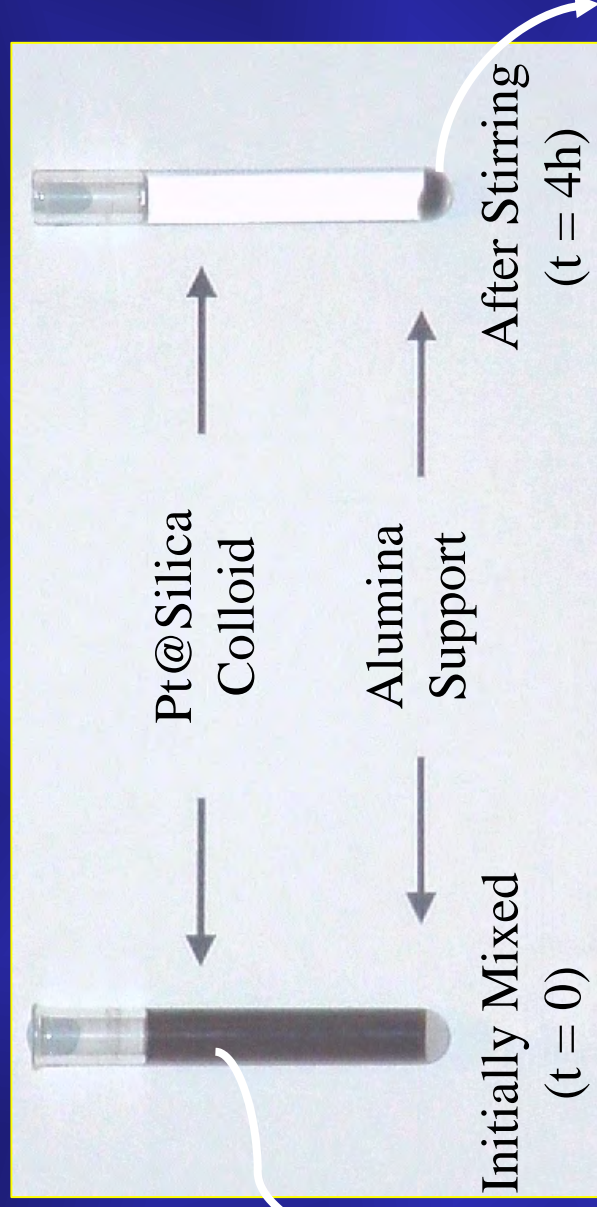 Pt@Silica
Colloid
Alumina
Support
Initially Mixed
(t = 0)
After Stirring
(t = 4h)